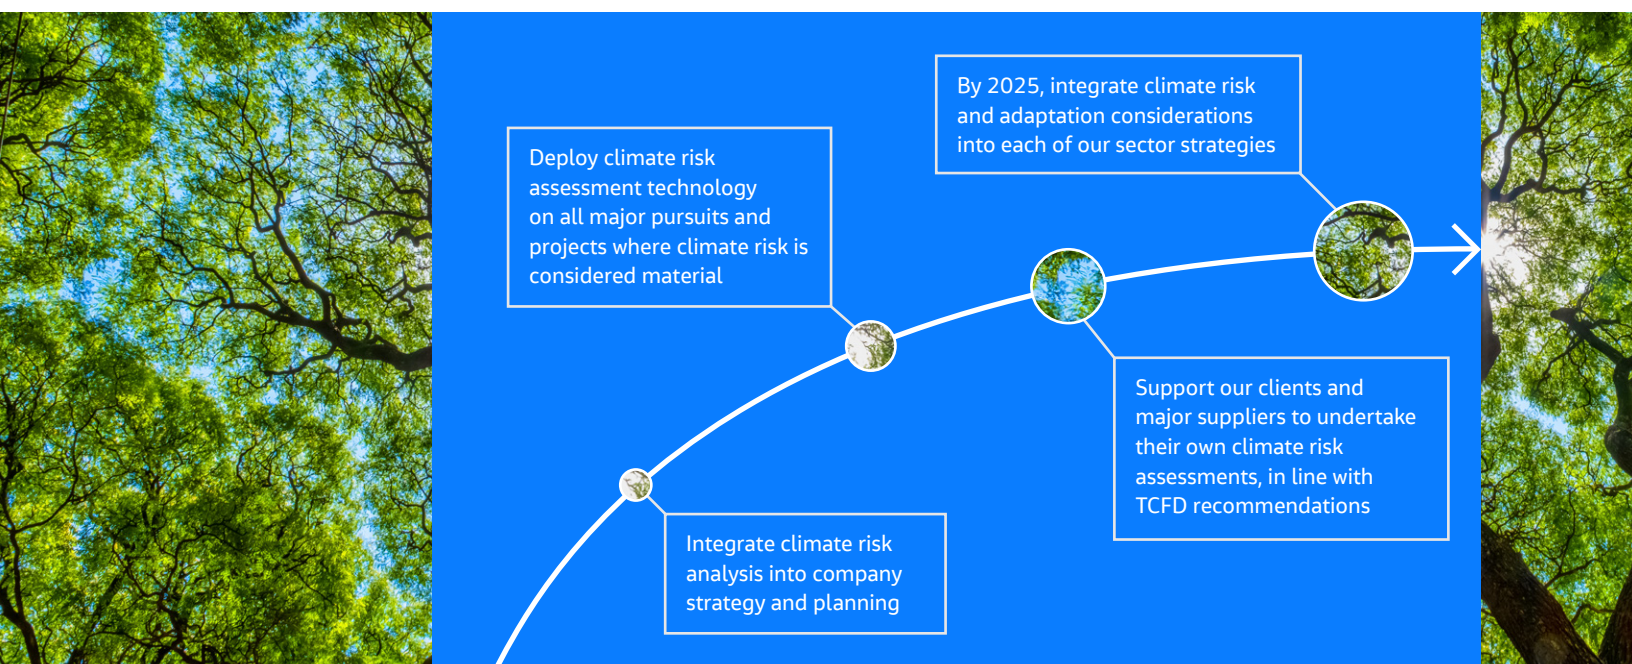 By 2025, integrate climate risk
and adaptation considerations
into each of our sector strategies
Deploy climate risk
assessment technology
on all major pursuits and
projects where climate risk is
considered material
Support our clients and
major suppliers to undertake
their own climate risk
assessments, in line with
TCFD recommendations
Integrate climate risk
analysis into company
strategy and planning